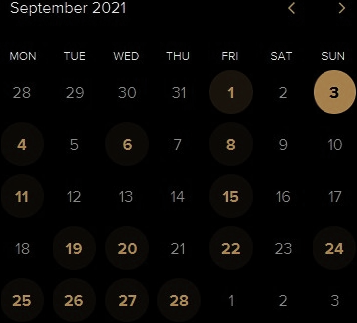 September 2021 < >
MON TUE WED THU FRI SAT SUN
28 29 30 31 1 2 3
4 5 6 7 8 9 10
11 12 13 14 15 16 17
18 19 20 21 22 23 24
25 26 27 28 1 2 3